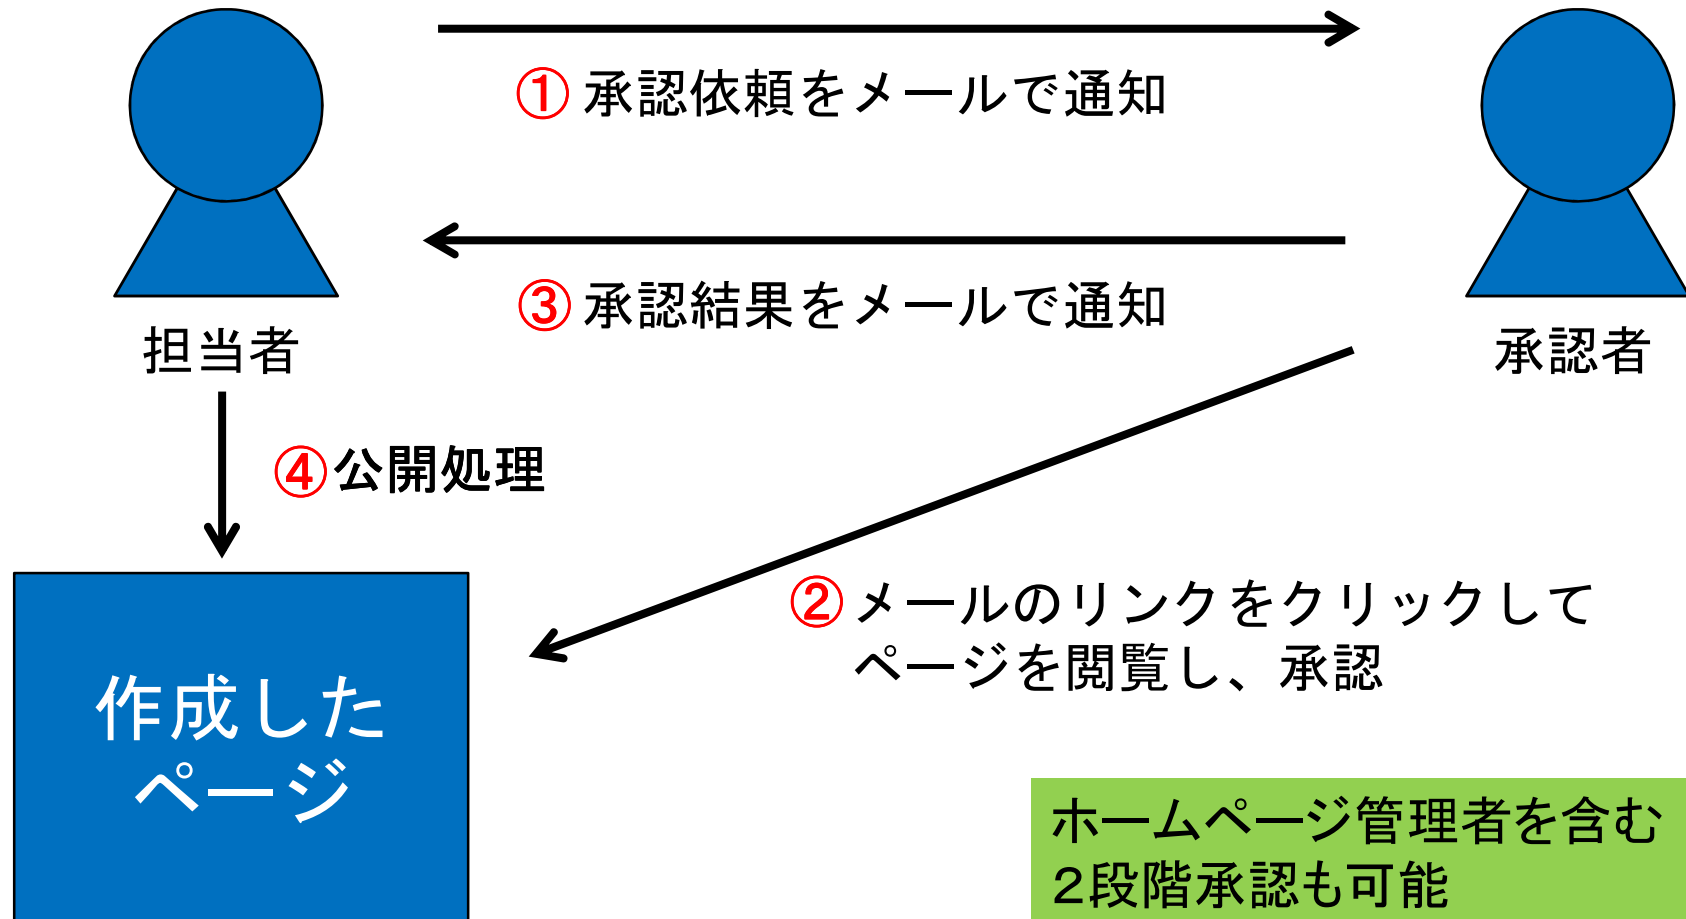 ①承認依頼をメールで通知
③承認結果をメールで通知
担当者
承認者
④公開処理
②メールのリンクをクリックして
ページを閲覧し、承認
作成した
ページ
ホームページ管理者を含む
２段階承認も可能